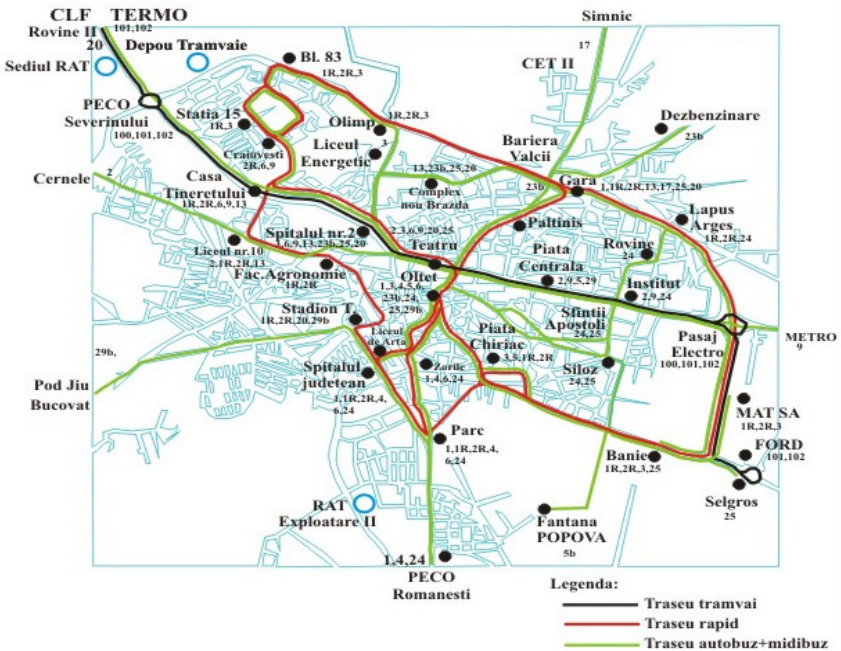 CLF TERMO
Rovine II
101,102
20
Sediul RAT
Depou Tramvaie
Bl. 83
1R,2R,3
Simnic
17
CET II
PECO
Severinului
100,101,102
Statia 15
1R,3
Craiovesti
2R,6,9
Olimp
1R,2R,3
3
Liceul
Energetic
Dezbenzinare
23b
Bariera
Valcii
Cernele
2
Casa
Tineretului
1R,2R,6,9,13
13,23b,25,20
Complex
nou Brazda
23b
Gara
1,1R,2R,13,17,25,20
Lapus
Arges
1R,2R,24
Paltinis
Liceul nr.10
2,1R,2R,13
Spitalul nr.2
3,6,9,13,23b,25,20
2,3,6,9,20,25
Teatru
Piata
Centrala
2,9,5,29
Rovine
24
Fac.Agronomie
1R,2R
Oltet
1,3,4,5,6,
23b,24,
25,29b
Institut
2,9,24
Stadion T.
1R,2R,20,29b
Liceul
de Arta
Piata
Chiriac
3,5,1R,2R
Sfintii
Apostoli
24,25
Pasaj
Electro
100,101,102
METRO
9
29b,
Pod Jiu
Bucovat
Spitalul
judetean
1,1R,2R,4,
6,24
Zorile
1,4,6,24
Siloz
24,25
MAT SA
1R,2R,3
Parc
1,1R,2R,4,
6,24
Banie
1R,2R,3,25
FORD
101,102
Selgros
25
RAT
Exploatare II
Fantana
POPOVA
5b
1,4,24
PECO
Romanesti
Legenda:
Traseu tramvai
Traseu rapid
Traseu autobuz+midibuz